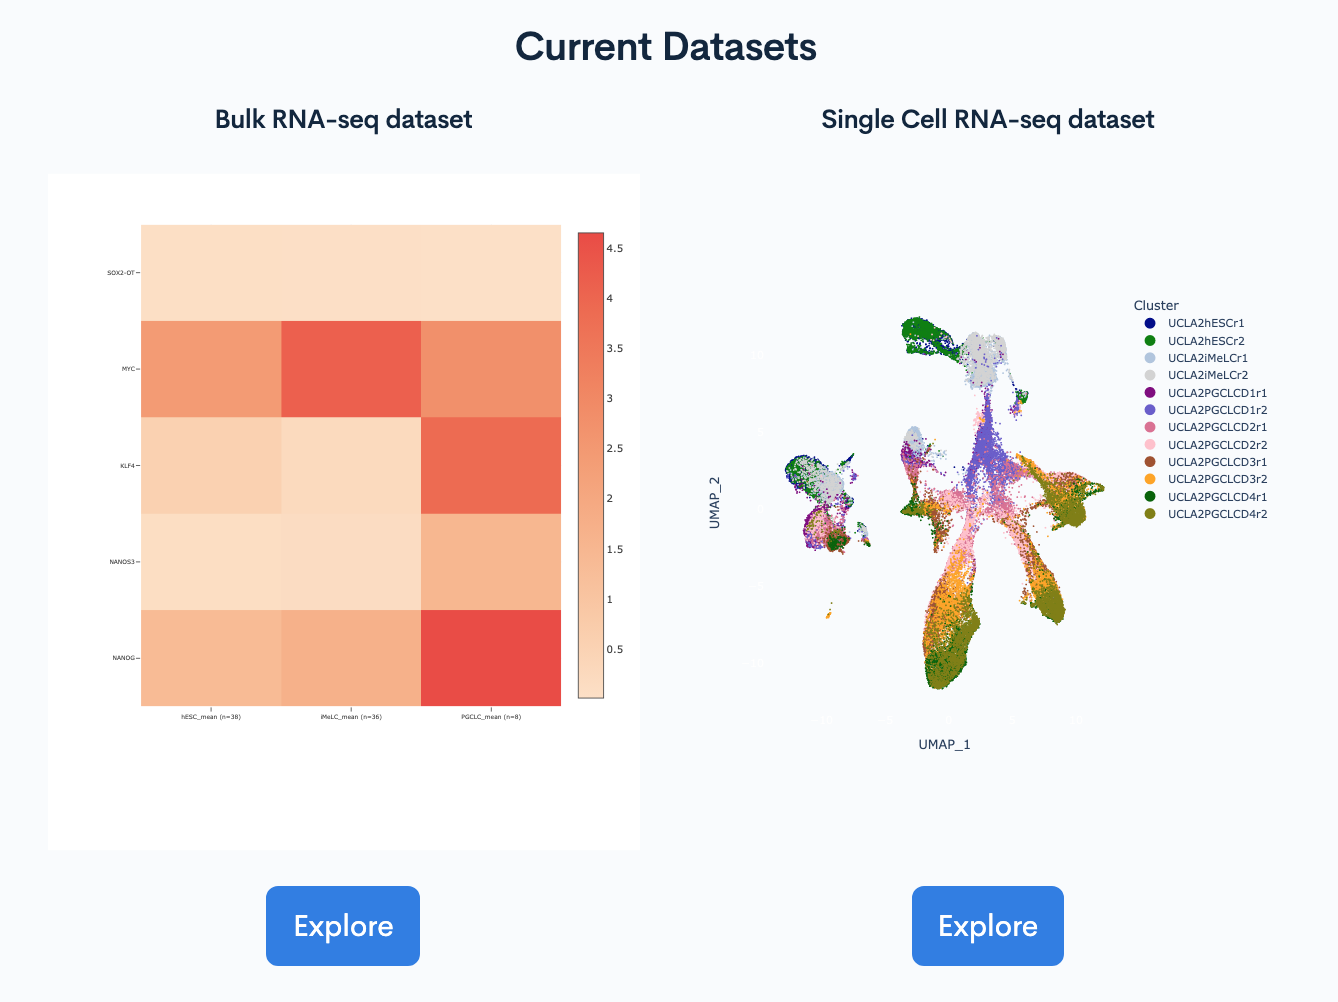 Current Datasets
Bulk RNA-seq dataset
SOX2-OT
MYC
KLF4
NANOS3
NANOG
hESC_mean (n=38)
iMeLC_mean (n=36)
PGCLC_mean (n=8)
4.5
4
3.5
3
2.5
2
1.5
1
0.5
Explore
Single Cell RNA-seq dataset
UMAP_2
UMAP_1
Cluster
UCLA2hESCr1
UCLA2hESCr2
UCLA2iMeLCr1
UCLA2iMeLCr2
UCLA2PGCLCD1r1
UCLA2PGCLCD1r2
UCLA2PGCLCD2r1
UCLA2PGCLCD2r2
UCLA2PGCLCD3r1
UCLA2PGCLCD3r2
UCLA2PGCLCD4r1
UCLA2PGCLCD4r2
Explore